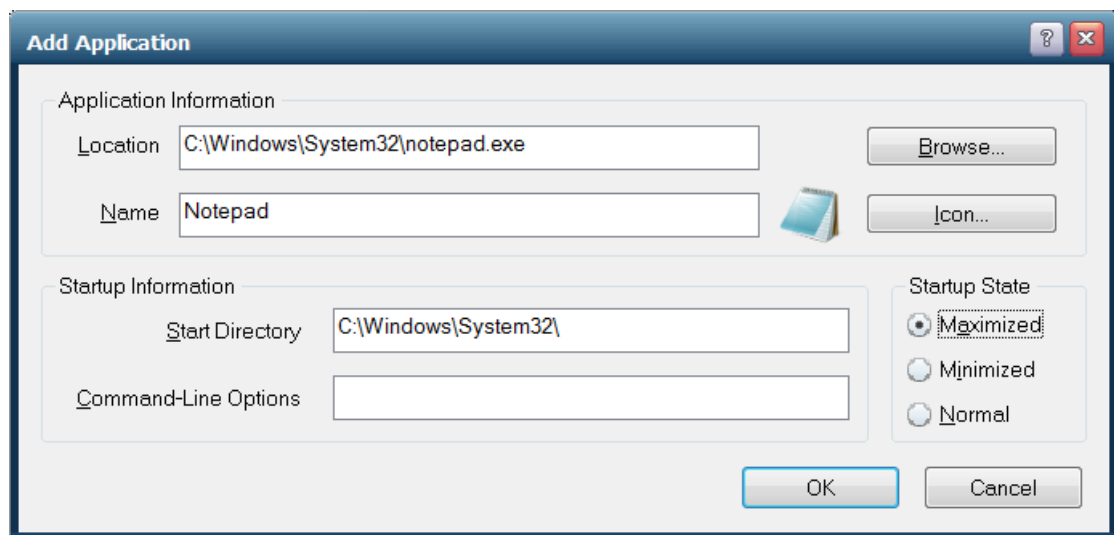 Add Application
?
Application Information
Location C:\Windows\System32\notepad.exe Browse...
Name Notepad Icon...
Startup Information
Start Directory C:\Windows\System32\
Command-Line Options
Startup State
Maximized
Minimized
Normal
OK Cancel